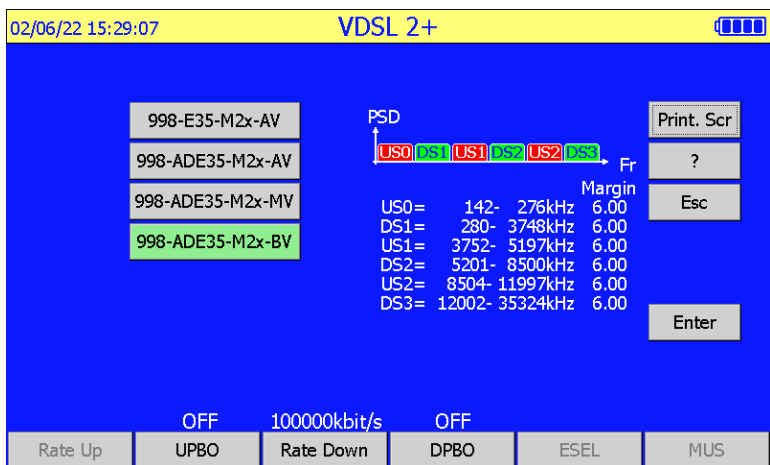 02/06/22 15:29:07 VDSL 2+
998-E35-M2x-AV
998-ADE35-M2x-AV
998-ADE35-M2x-MV
998-ADE35-M2x-BV
PSD
US0 DS1 US1 DS2 US2 DS3
Fr
Margin
US0= 142- 276kHz 6.00
DS1= 280- 3748kHz 6.00
US1= 3752- 5197kHz 6.00
DS2= 5201- 8500kHz 6.00
US2= 8504- 11997kHz 6.00
DS3= 12002- 35324kHz 6.00
Print. Scr
?
Esc
Enter
OFF 100000kbit/s OFF
Rate Up UPBO Rate Down DPBO ESEL MUS